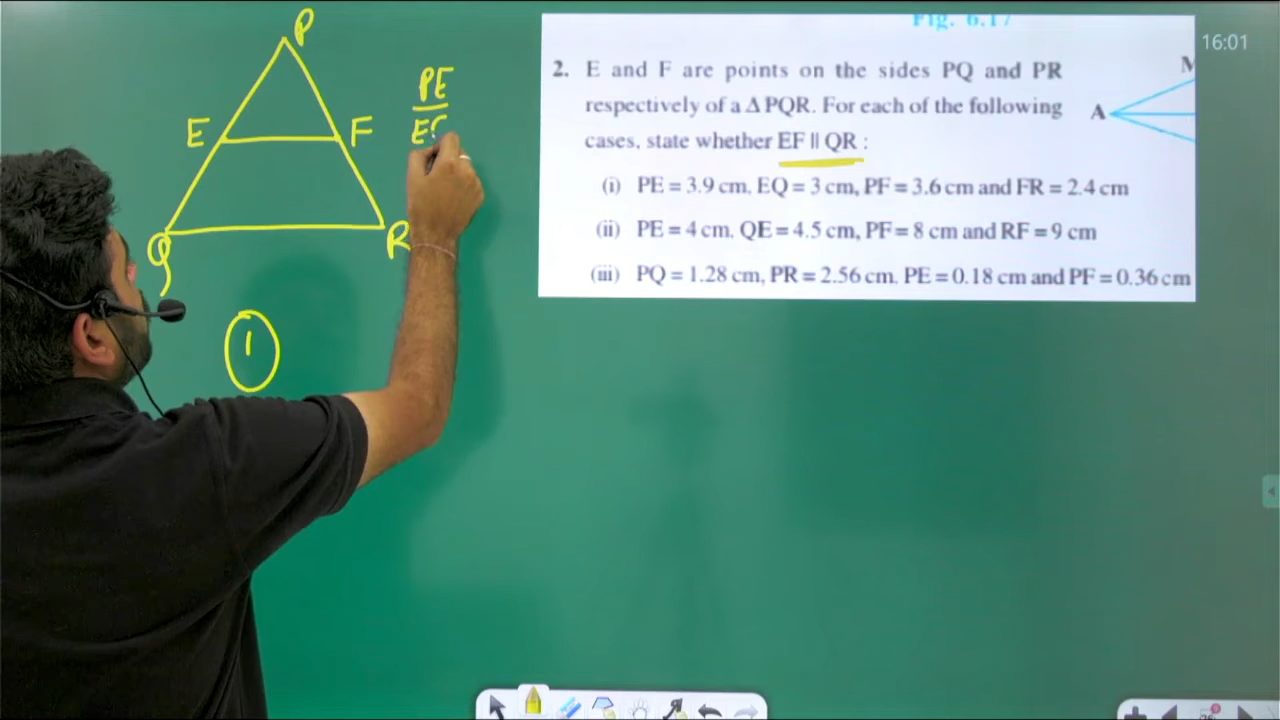 P
E F
Q R
PE
EQ
1
Fig. 6.17
16:01
2. E and F are points on the sides PQ and PR
respectively of a Δ PQR. For each of the following
cases, state whether EF || QR :
(i) PE = 3.9 cm, EQ = 3 cm, PF = 3.6 cm and FR = 2.4 cm
(ii) PE = 4 cm, QE = 4.5 cm, PF = 8 cm and RF = 9 cm
(iii) PQ = 1.28 cm, PR = 2.56 cm, PE = 0.18 cm and PF = 0.36 cm
A
M